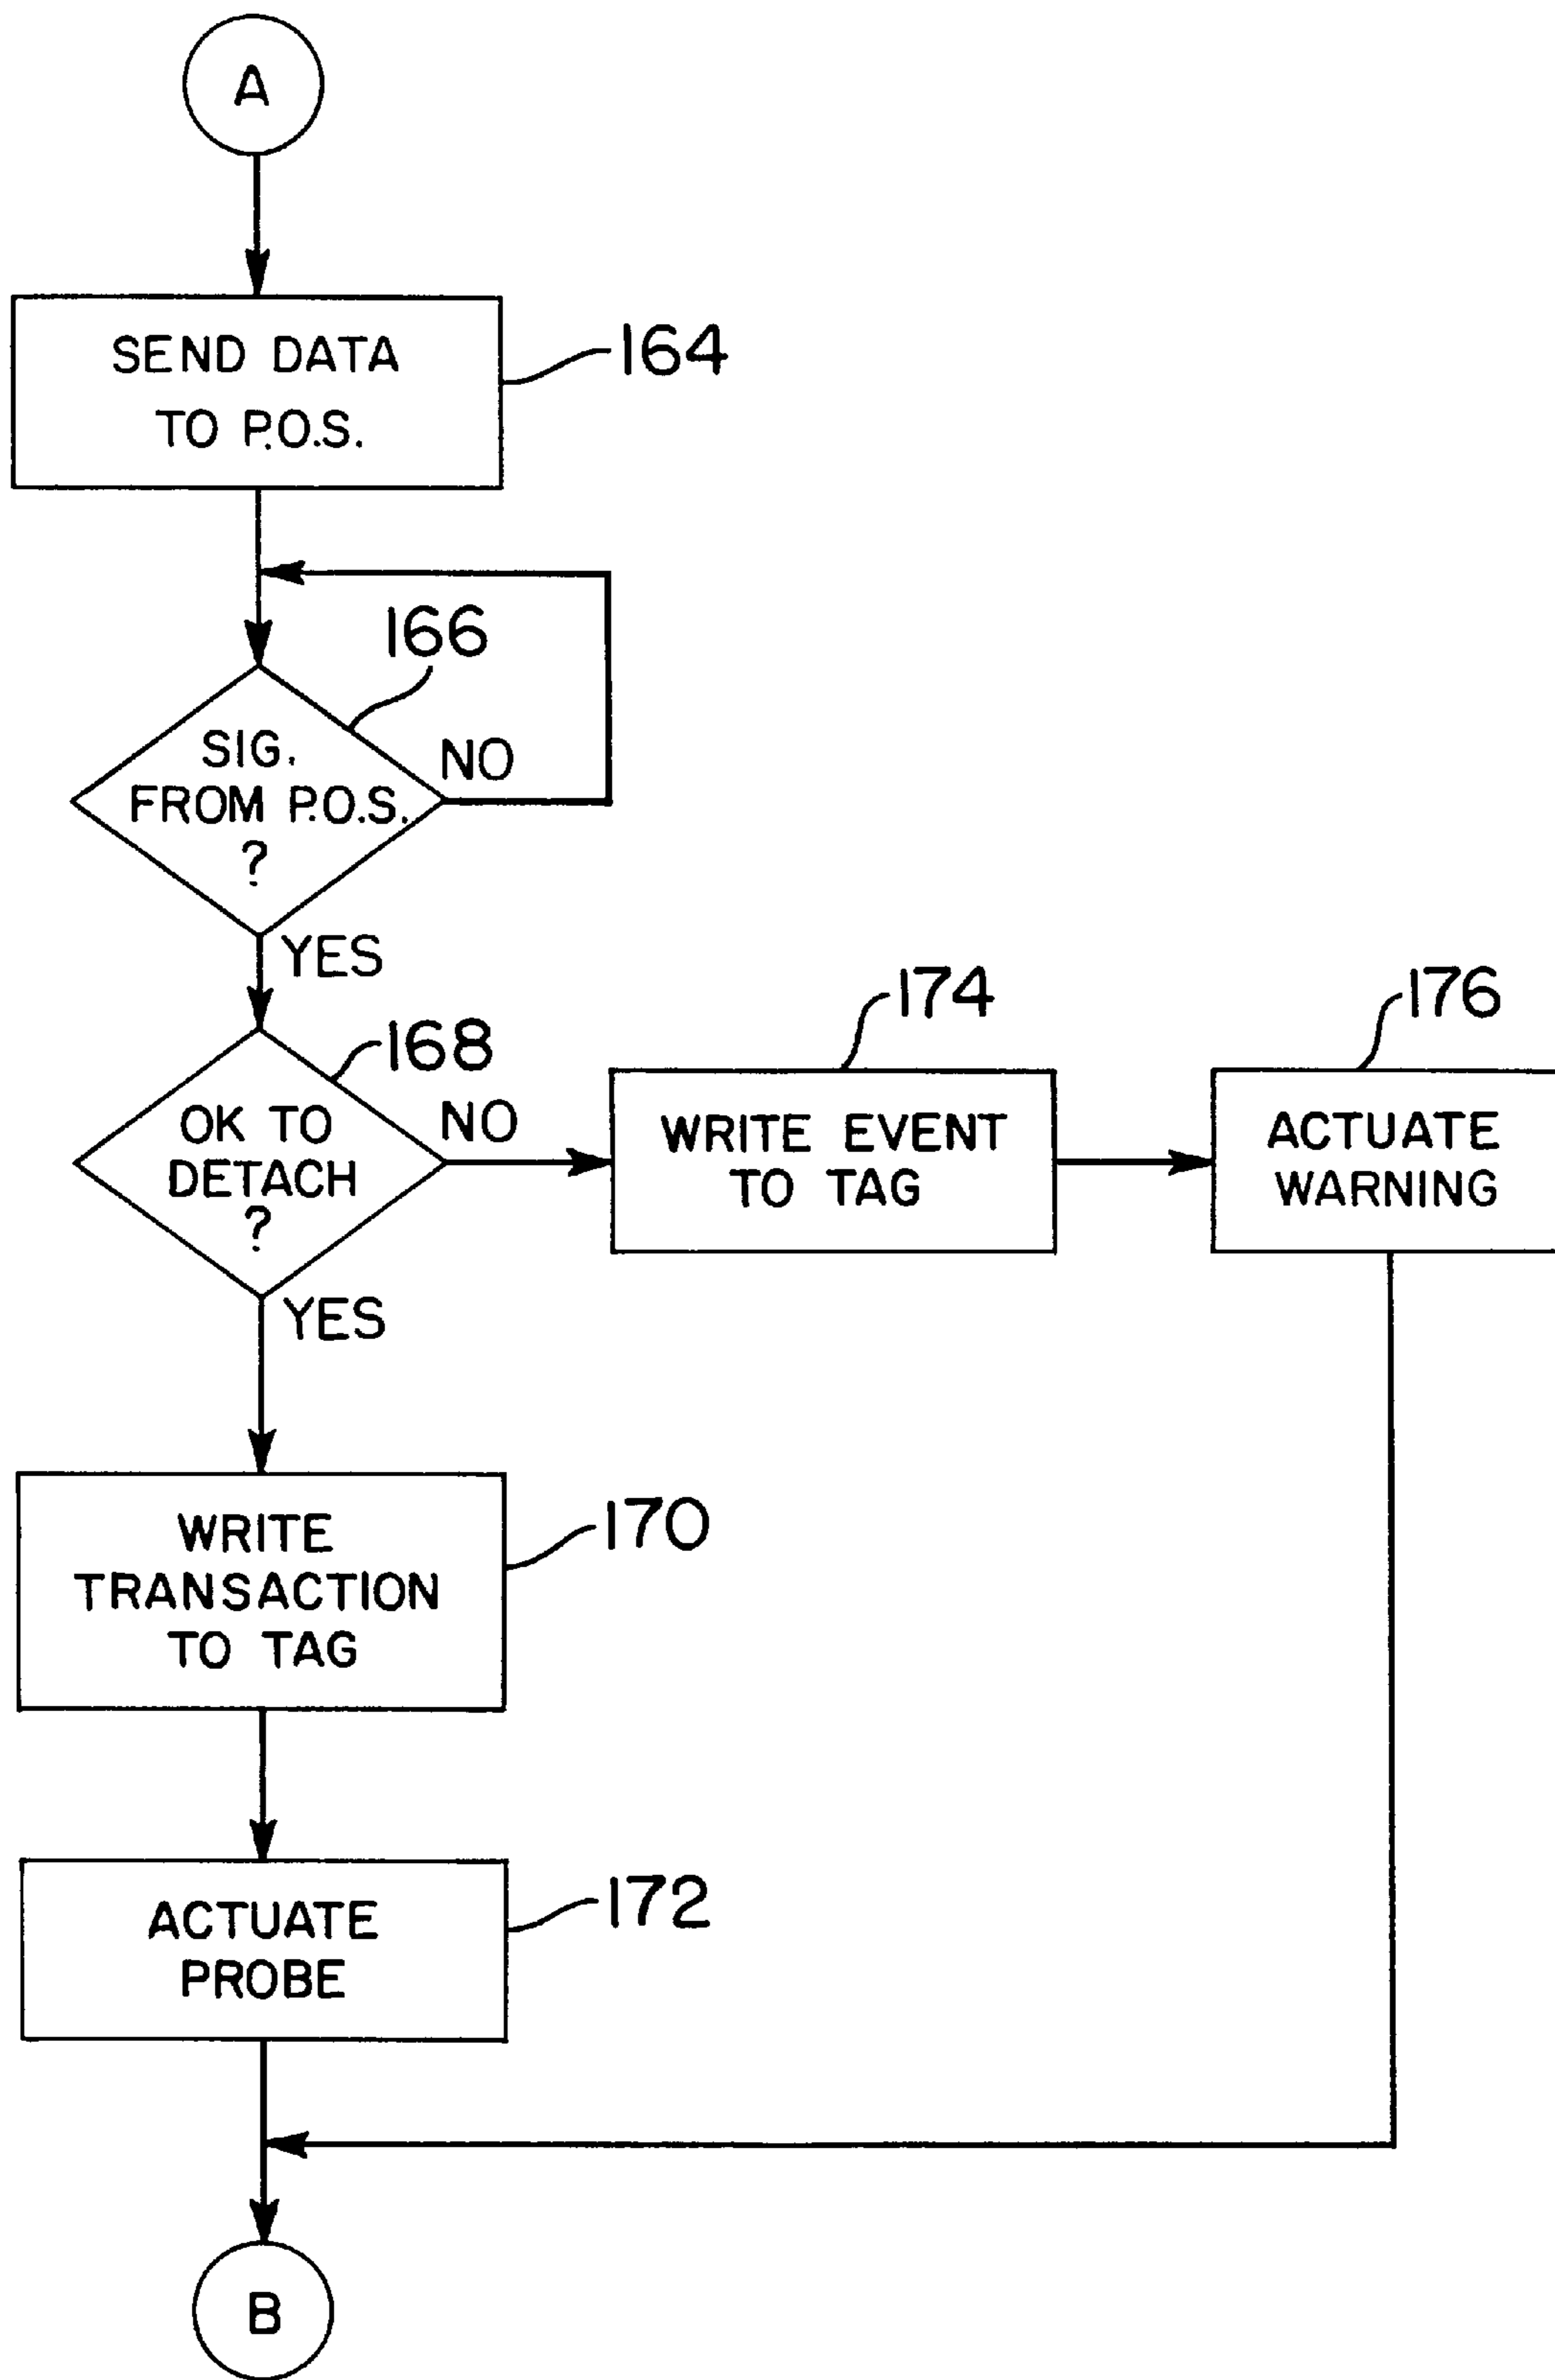 A
SEND DATA
TO P.O.S.
164
166
SIG.
FROM P.O.S.
?
NO
YES
168
OK TO
DETACH
?
NO
174
WRITE EVENT
TO TAG
176
ACTUATE
WARNING
YES
WRITE
TRANSACTION
TO TAG
170
ACTUATE
PROBE
172
B